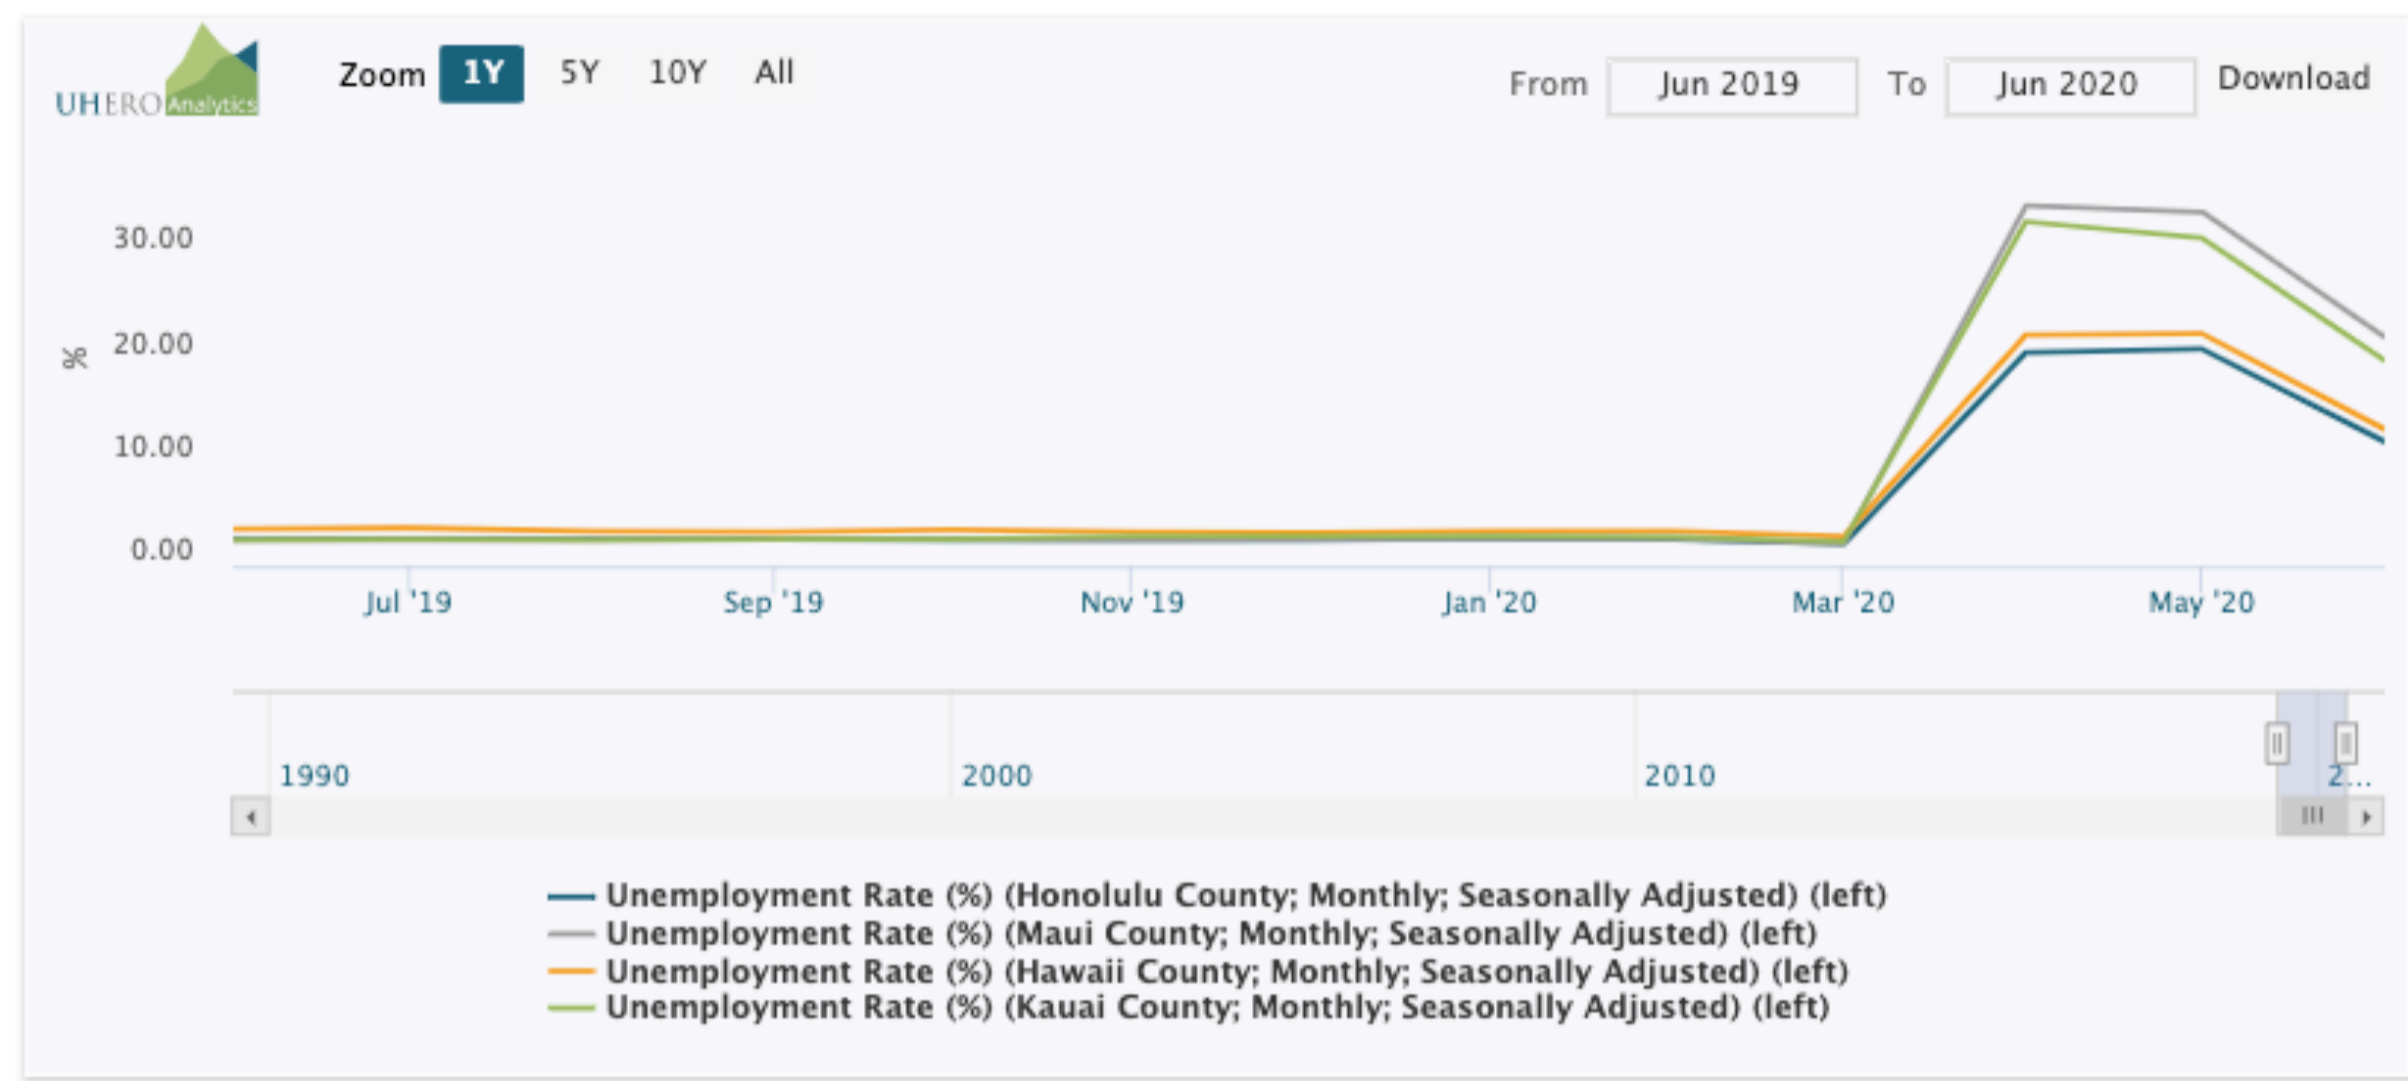 UHERO Analytics
Zoom 1Y 5Y 10Y All
From Jun 2019 To Jun 2020 Download
30.00
20.00
10.00
0.00
%
Jul '19 Sep '19 Nov '19 Jan '20 Mar '20 May '20
1990 2000 2010 2...
Unemployment Rate (%) (Honolulu County; Monthly; Seasonally Adjusted) (left)
Unemployment Rate (%) (Maui County; Monthly; Seasonally Adjusted) (left)
Unemployment Rate (%) (Hawaii County; Monthly; Seasonally Adjusted) (left)
Unemployment Rate (%) (Kauai County; Monthly; Seasonally Adjusted) (left)